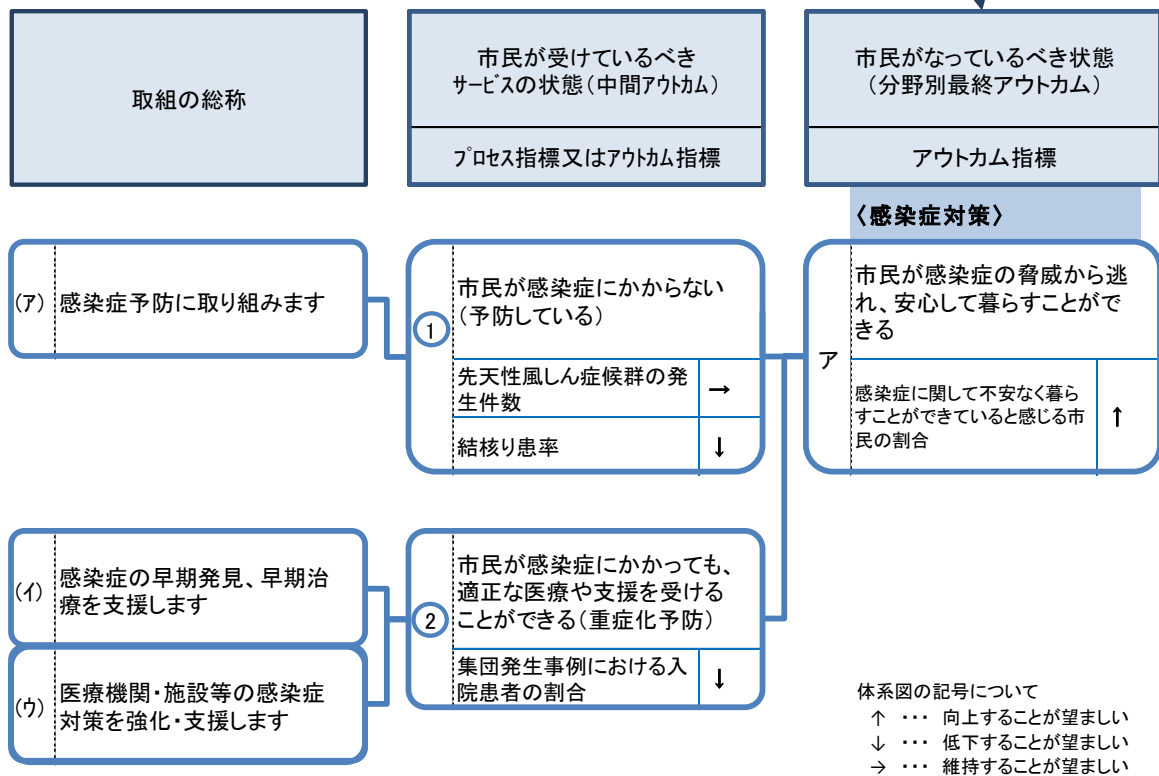 取組の総称
市民が受けているべき
サービスの状態(中間アウトカム)
プロセス指標又はアウトカム指標
市民がなっているべき状態
(分野別最終アウトカム)
アウトカム指標
〈感染症対策〉
(ア)
感染症予防に取り組みます
1
市民が感染症にかからない
(予防している)
先天性風しん症候群の発
生件数
→
結核り患率
↓
ア
市民が感染症の脅威から逃
れ、安心して暮らすことがで
きる
感染症に関して不安なく暮ら
すことができていると感じる市
民の割合
↑
(イ)
感染症の早期発見、早期治
療を支援します
(ウ)
医療機関・施設等の感染症
対策を強化・支援します
2
市民が感染症にかかっても、
適正な医療や支援を受ける
ことができる(重症化予防)
集団発生事例における入
院患者の割合
↓
体系図の記号について
↑ ・・・ 向上することが望ましい
↓ ・・・ 低下することが望ましい
→ ・・・ 維持することが望ましい